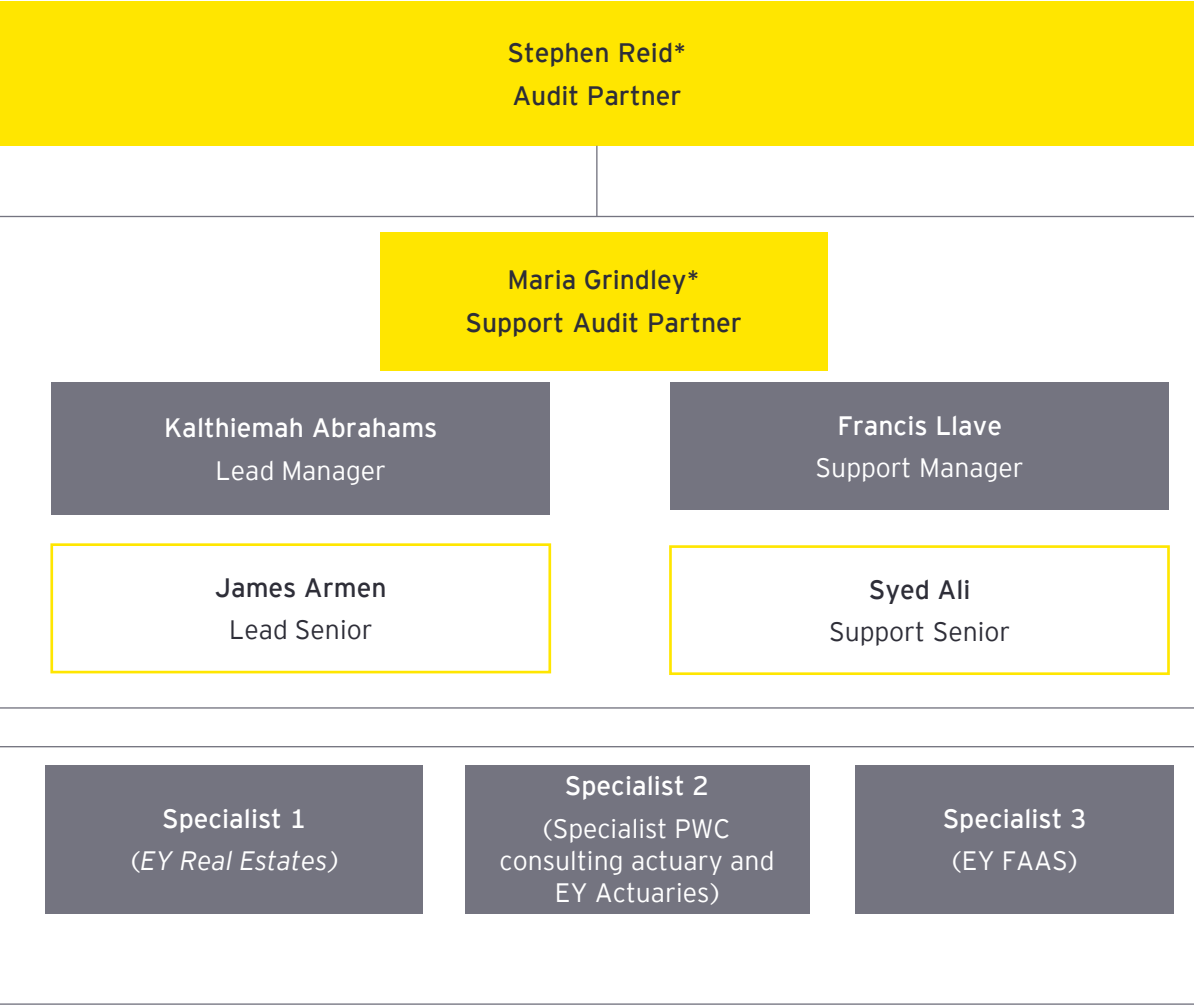 Stephen Reid*
Audit Partner
Maria Grindley*
Support Audit Partner
Kalthiemah Abrahams
Lead Manager
Francis Llave
Support Manager
James Armen
Lead Senior
Syed Ali
Support Senior
Specialist 1
(EY Real Estates)
Specialist 2
(Specialist PWC
consulting actuary and
EY Actuaries)
Specialist 3
(EY FAAS)